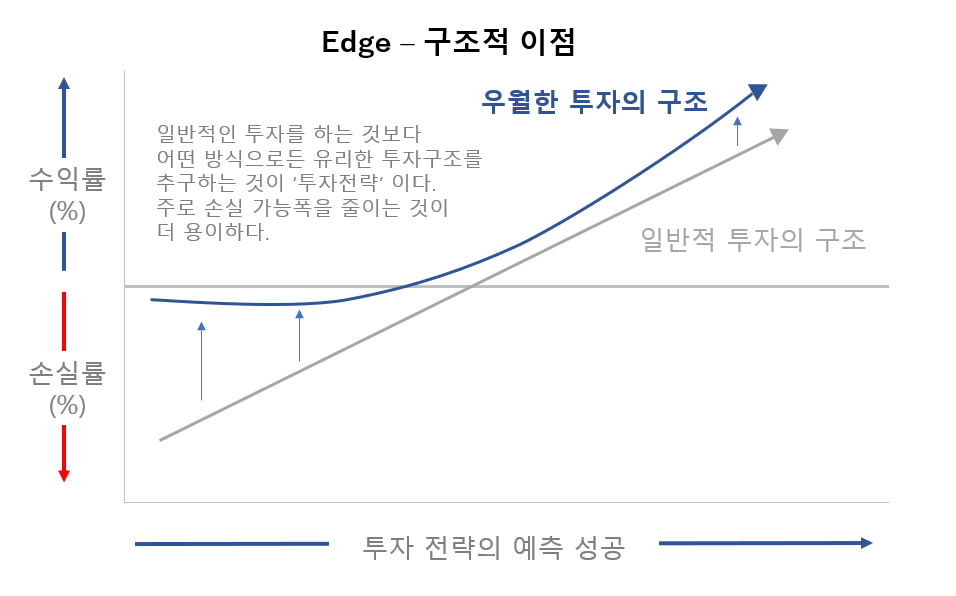 Edge – 구조적 이점
우월한 투자의 구조
일반적인 투자를 하는 것보다
어떤 방식으로든 유리한 투자구조를
추구하는 것이 ‘투자전략’ 이다.
주로 손실 가능폭을 줄이는 것이
더 용이하다.
수익률
(%)
일반적 투자의 구조
손실률
(%)
투자 전략의 예측 성공